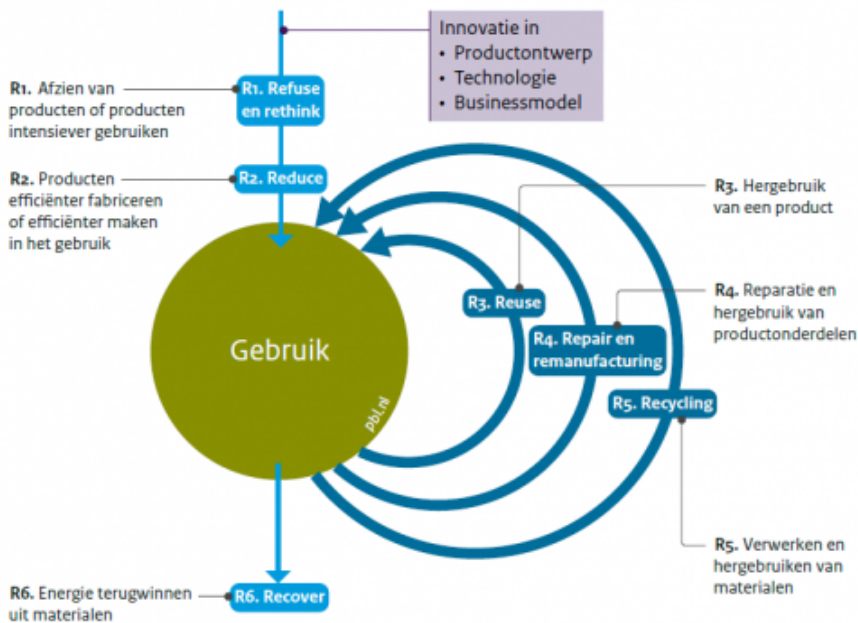 Innovatie in
• Productontwerp
• Technologie
• Businessmodel
R1. Afzien van
producten of producten
intensiever gebruiken
R1. Refuse
en rethink
R2. Producten
efficiënter fabriceren
of efficiënter maken
in het gebruik
R2. Reduce
R3. Hergebruik
van een product
R3. Reuse
R4. Reparatie en
hergebruik van
productonderdelen
R4. Repair en
remanufacturing
Gebruik
pbl.nl
R5. Recycling
R5. Verwerken en
hergebruiken van
materialen
R6. Energie terugwinnen
uit materialen
R6. Recover